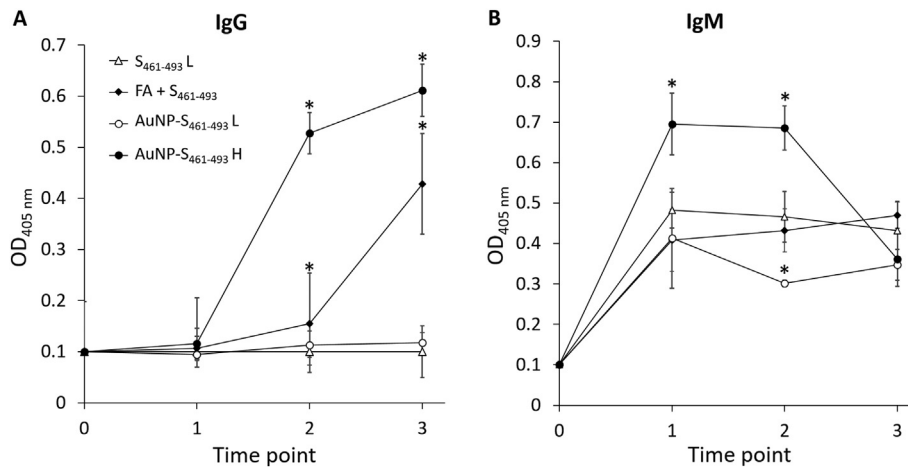 A
IgG
B
IgM
0.7
0.6
0.5
0.4
0.3
0.2
0.1
0
OD405 nm
S461-493 L
FA + S461-493
AuNP-S461-493 L
AuNP-S461-493 H
*
*
*
*
0 1 2 3
Time point
0.9
0.8
0.7
0.6
0.5
0.4
0.3
0.2
0.1
0
OD405 nm
*
*
*
0 1 2 3
Time point